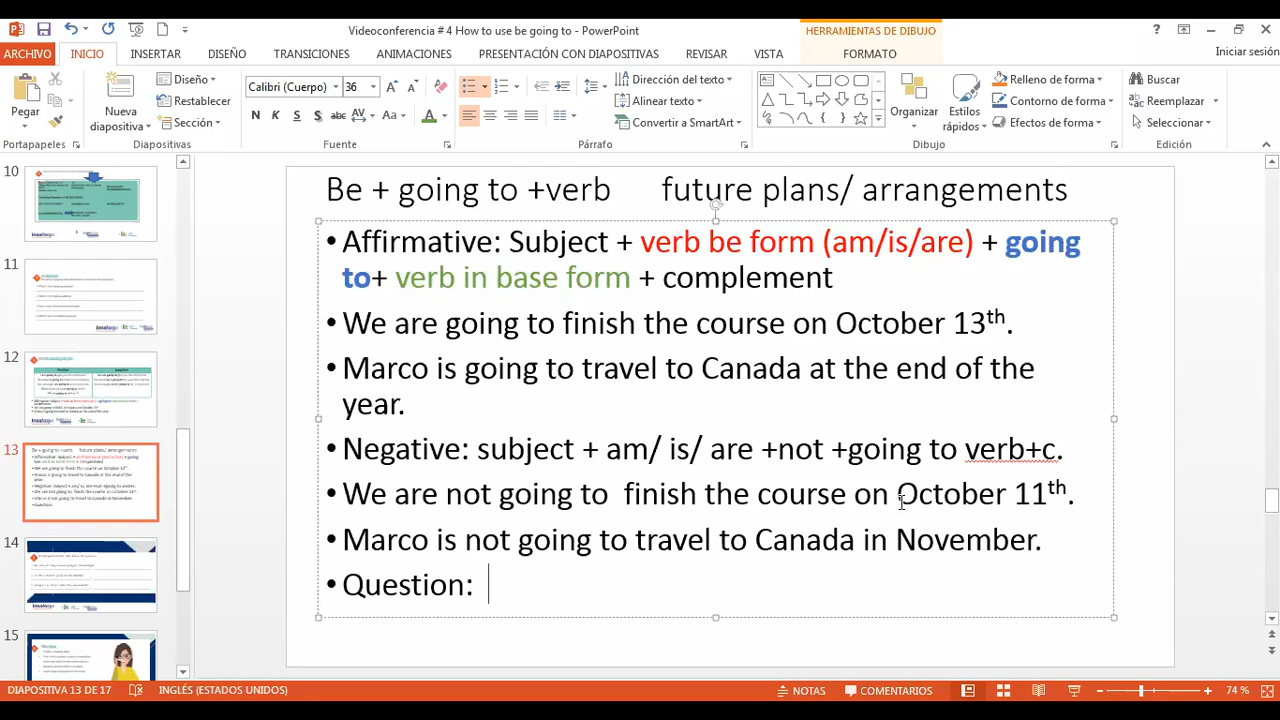 Videoconferencia # 4 How to use be going to - PowerPoint
HERRAMIENTAS DE DIBUJO
ARCHIVO INICIO INSERTAR DISEÑO TRANSICIONES ANIMACIONES PRESENTACIÓN CON DIAPOSITIVAS REVISAR VISTA FORMATO Iniciar sesión
Pegar
Nueva diapositiva
Diseño
Restablecer
Sección
Calibri (Cuerpo) 36
Dirección del texto
Alinear texto
Convertir a SmartArt
Organizar
Estilos rápidos
Relleno de forma
Contorno de forma
Efectos de forma
Buscar
Reemplazar
Seleccionar
Portapapeles Diapositivas Fuente Párrafo Dibujo Edición
10
11
12
13
14
15
Be + going to +verb future plans/ arrangements
• Affirmative: Subject + verb be form (am/is/are) + going
to+ verb in base form + complement
• We are going to finish the course on October 13th.
• Marco is going to travel to Canada at the end of the
year.
• Negative: subject + am/ is/ are +not +going to verb+c.
• We are not going to finish the course on October 11th.
• Marco is not going to travel to Canada in November.
• Question:
DIAPOSITIVA 13 DE 17 INGLÉS (ESTADOS UNIDOS) NOTAS COMENTARIOS 74 %